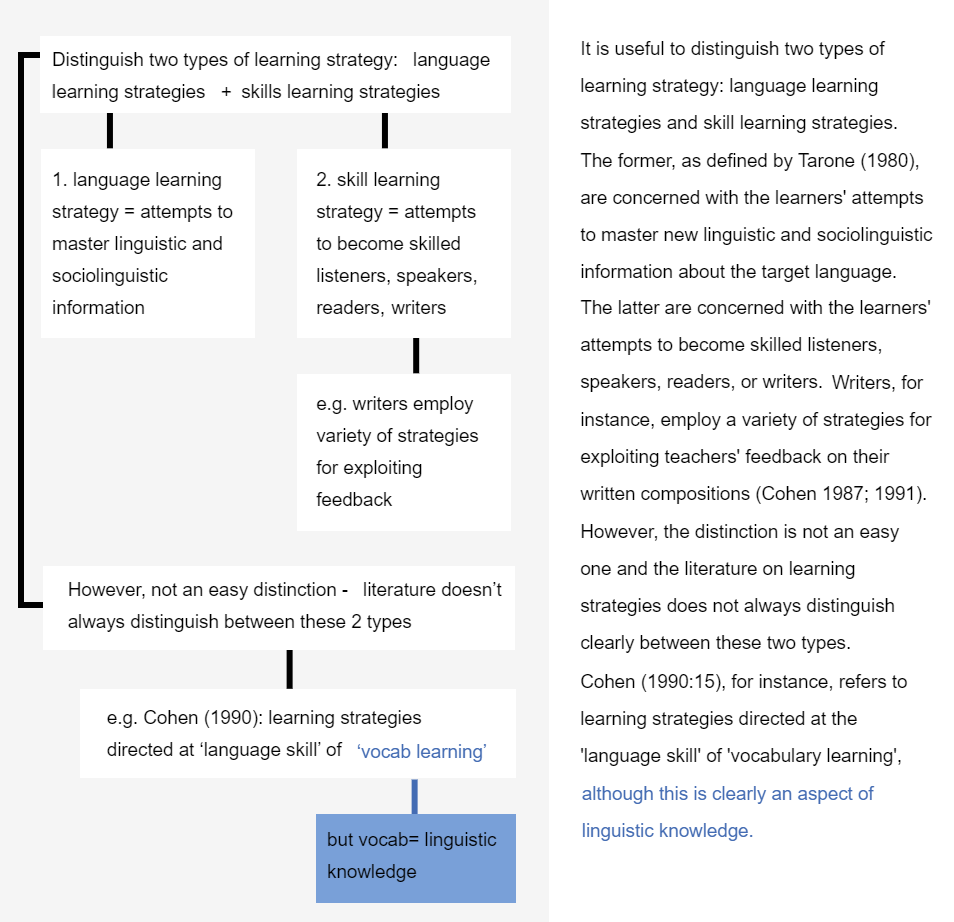 Distinguish two types of learning strategy: language
learning strategies + skills learning strategies
1. language learning
strategy = attempts to
master linguistic and
sociolinguistic
information
2. skill learning
strategy = attempts
to become skilled
listeners, speakers,
readers, writers
e.g. writers employ
variety of strategies
for exploiting
feedback
However, not an easy distinction - literature doesn’t
always distinguish between these 2 types
e.g. Cohen (1990): learning strategies
directed at ‘language skill’ of ‘vocab learning’
but vocab= linguistic
knowledge
It is useful to distinguish two types of
learning strategy: language learning
strategies and skill learning strategies.
The former, as defined by Tarone (1980),
are concerned with the learners' attempts
to master new linguistic and sociolinguistic
information about the target language.
The latter are concerned with the learners'
attempts to become skilled listeners,
speakers, readers, or writers. Writers, for
instance, employ a variety of strategies for
exploiting teachers' feedback on their
written compositions (Cohen 1987; 1991).
However, the distinction is not an easy
one and the literature on learning
strategies does not always distinguish
clearly between these two types.
Cohen (1990:15), for instance, refers to
learning strategies directed at the
'language skill' of 'vocabulary learning',
although this is clearly an aspect of
linguistic knowledge.